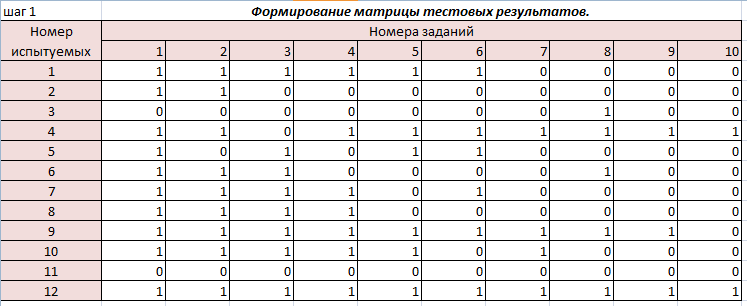 шаг 1 Формирование матрицы тестовых результатов.
Номер испытуемых Номера заданий
1 2 3 4 5 6 7 8 9 10
1 1 1 1 1 1 1 0 0 0 0
2 1 1 0 0 0 0 0 0 0 0
3 0 0 0 0 0 0 0 1 0 0
4 1 1 0 1 1 1 1 1 1 1
5 1 0 1 0 1 1 0 0 0 0
6 1 1 1 0 0 0 0 1 0 0
7 1 1 1 1 0 1 0 0 0 0
8 1 1 1 1 0 0 0 0 0 0
9 1 1 1 1 1 1 1 1 1 0
10 1 1 1 1 1 0 1 0 0 0
11 0 0 0 0 0 0 0 0 0 0
12 1 1 1 1 1 1 1 1 1 1